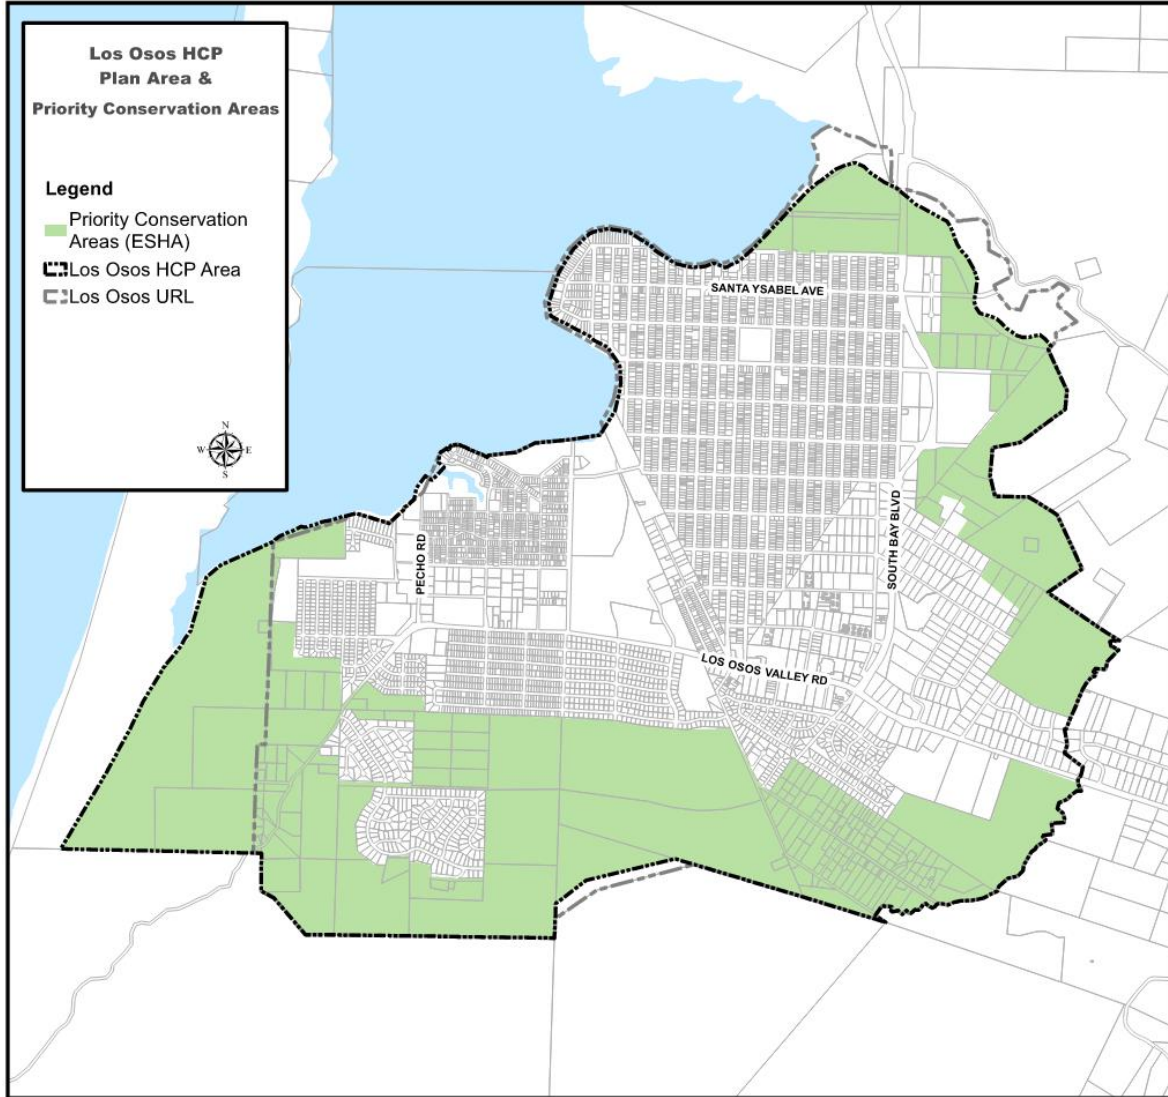 Los Osos HCP
Plan Area &
Priority Conservation Areas
Legend
Priority Conservation
Areas (ESHA)
Los Osos HCP Area
Los Osos URL
N
W E
S
SANTA YSABEL AVE
SOUTH BAY BLVD
PECHO RD
LOS OSOS VALLEY RD